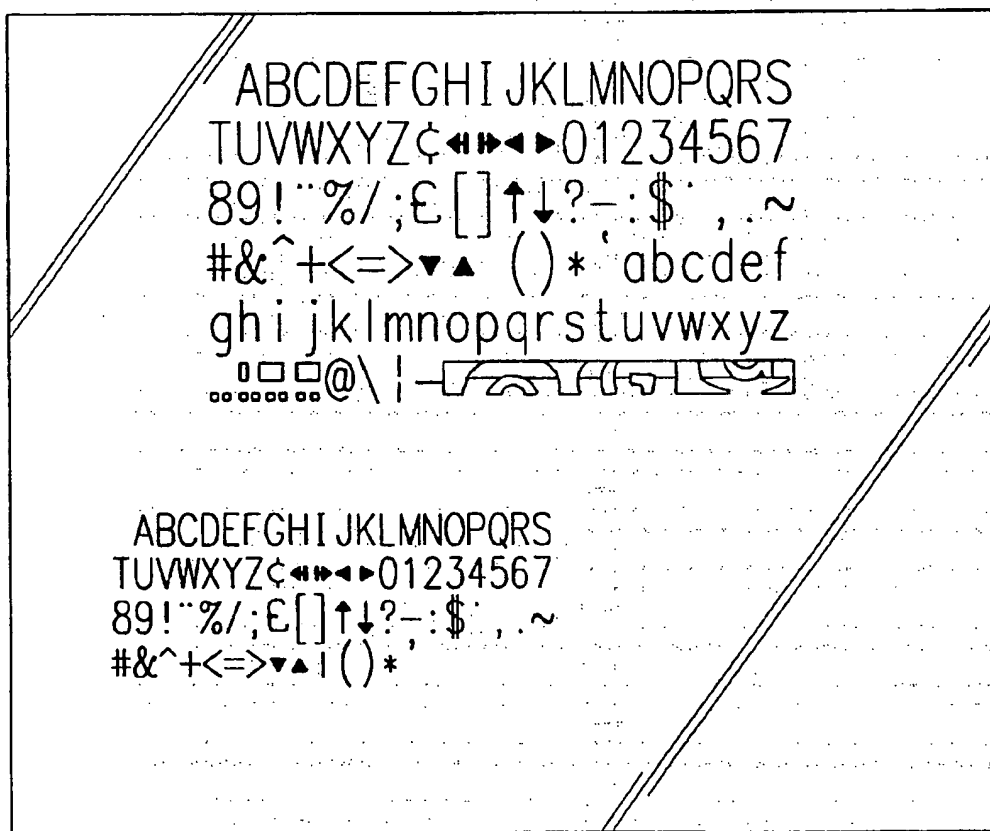 ABCDEFGHIJKLMNOPQRS
TUVWXYZ¢◄◄►►◄►01234567
89!¨%/;£[]↑↓?-:$˙,.~
#&^+<=>▼▲ ()*‘abcdef
ghijklmnopqrstuvwxyz
@\¦—
ABCDEFGHIJKLMNOPQRS
TUVWXYZ¢◄◄►►◄►01234567
89!¨%/;£[]↑↓?-:$˙,.~
#&^+<=>▼▲|()*’